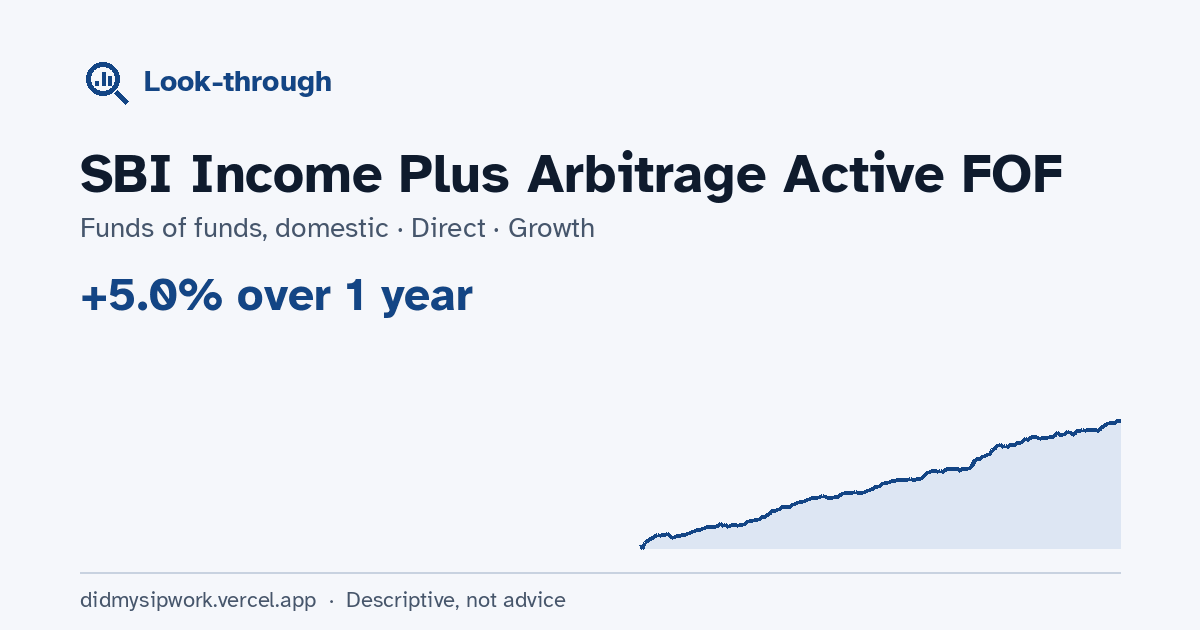 Look-through
SBI Income Plus Arbitrage Active FOF
Funds of funds, domestic · Direct · Growth
+5.0% over 1 year
didmysipwork.vercel.app · Descriptive, not advice